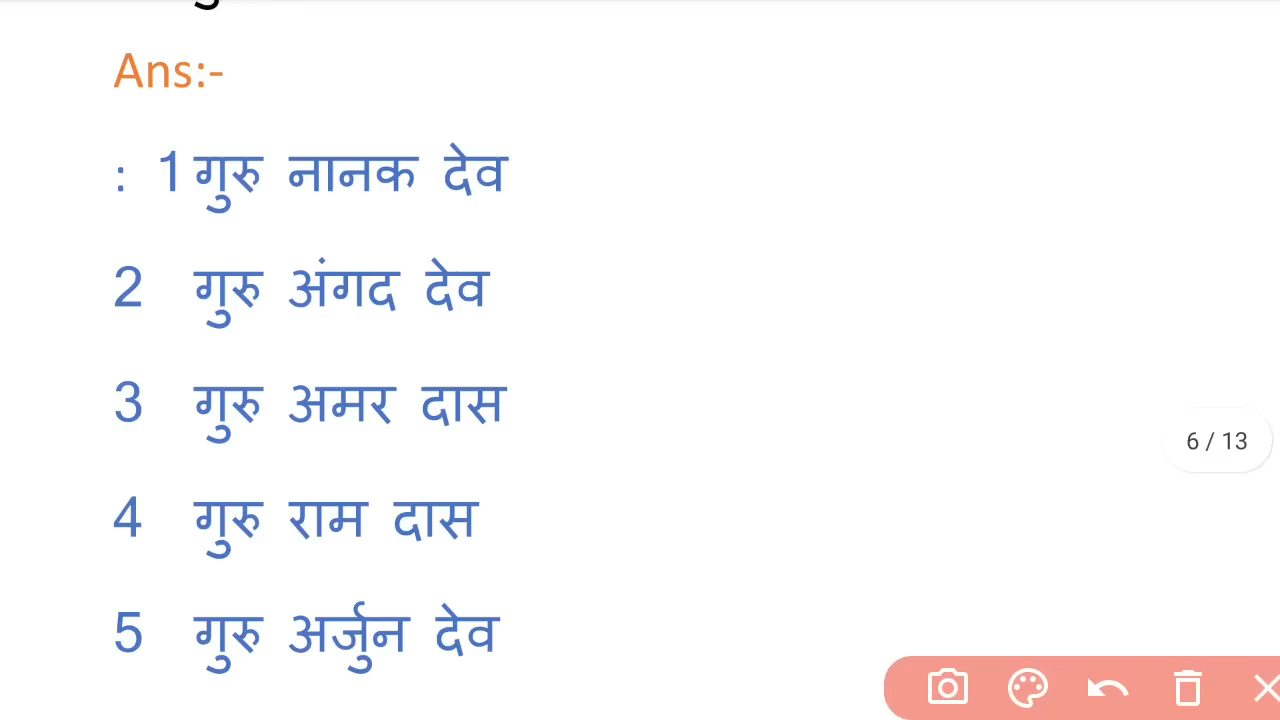 Ans:-
: 1 गुरु नानक देव
2 गुरु अंगद देव
3 गुरु अमर दास
6 / 13
4 गुरु राम दास
5 गुरु अर्जुन देव